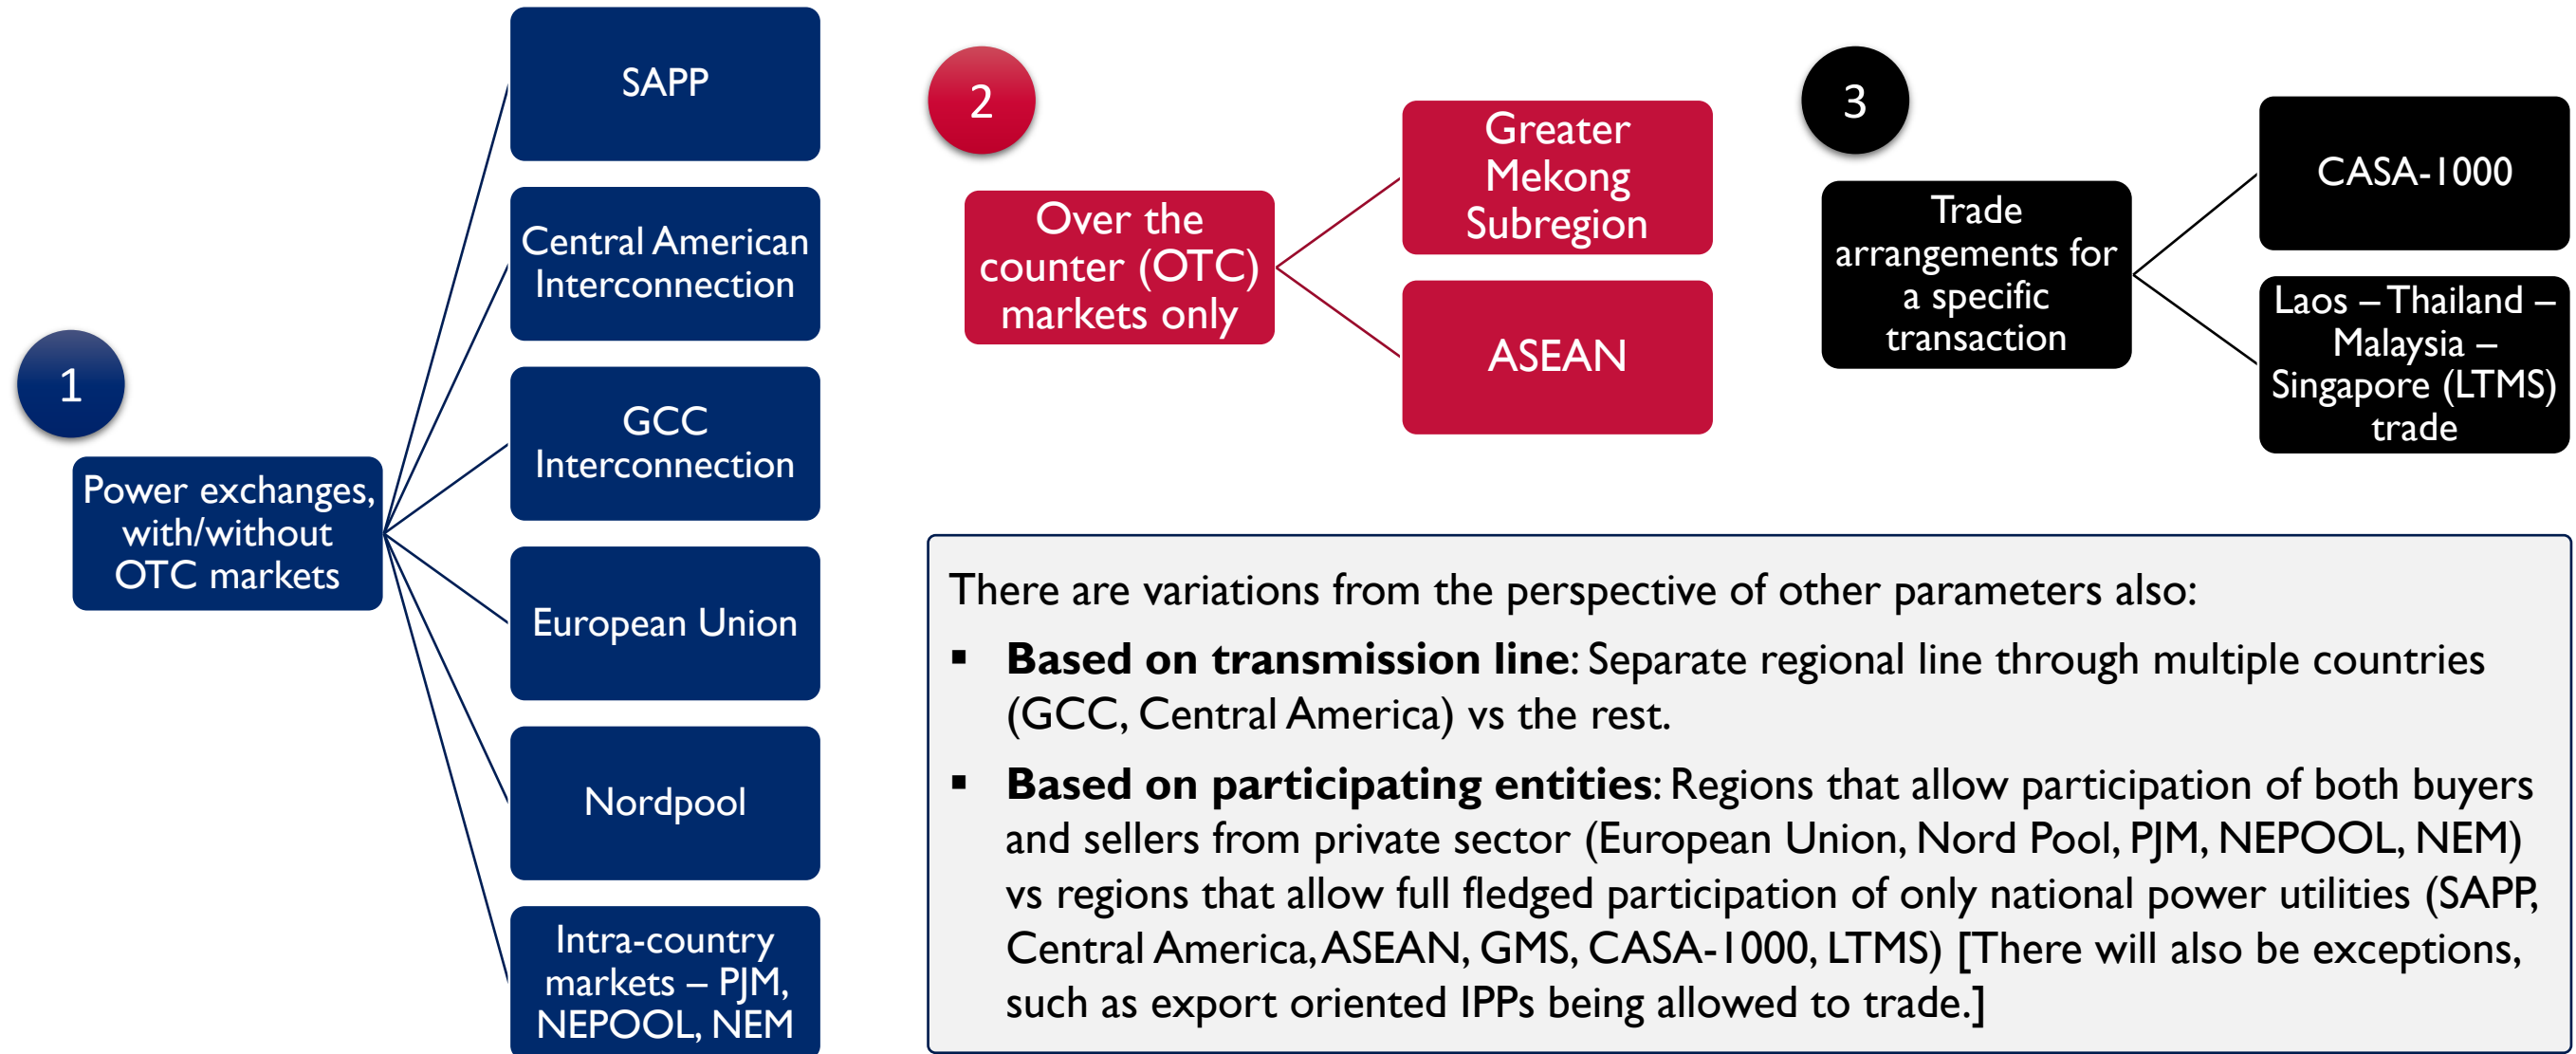 1
Power exchanges,
with/without
OTC markets
SAPP
Central American
Interconnection
GCC
Interconnection
European Union
Nordpool
Intra-country
markets – PJM,
NEPOOL, NEM
2
Over the
counter (OTC)
markets only
Greater
Mekong
Subregion
ASEAN
3
Trade
arrangements for
a specific
transaction
CASA-1000
Laos – Thailand –
Malaysia –
Singapore (LTMS)
trade
There are variations from the perspective of other parameters also:
▪ Based on transmission line: Separate regional line through multiple countries
(GCC, Central America) vs the rest.
▪ Based on participating entities: Regions that allow participation of both buyers
and sellers from private sector (European Union, Nord Pool, PJM, NEPOOL, NEM)
vs regions that allow full fledged participation of only national power utilities (SAPP,
Central America, ASEAN, GMS, CASA-1000, LTMS) [There will also be exceptions,
such as export oriented IPPs being allowed to trade.]